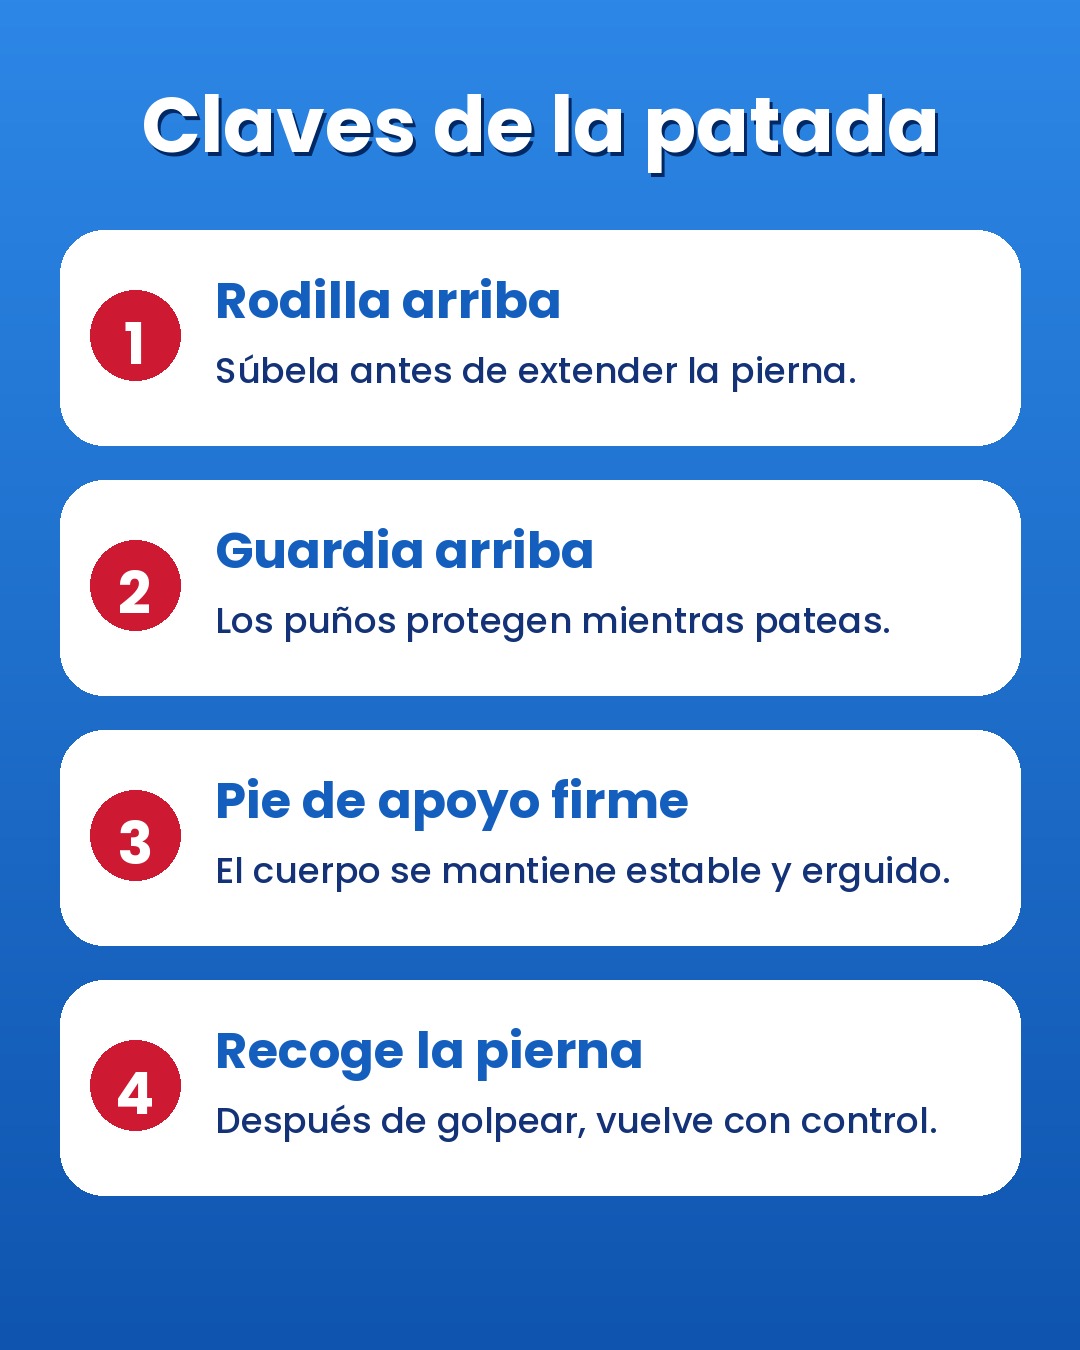 Claves de la patada
1
Rodilla arriba
Súbela antes de extender la pierna.
2
Guardia arriba
Los puños protegen mientras pateas.
3
Pie de apoyo firme
El cuerpo se mantiene estable y erguido.
4
Recoge la pierna
Después de golpear, vuelve con control.